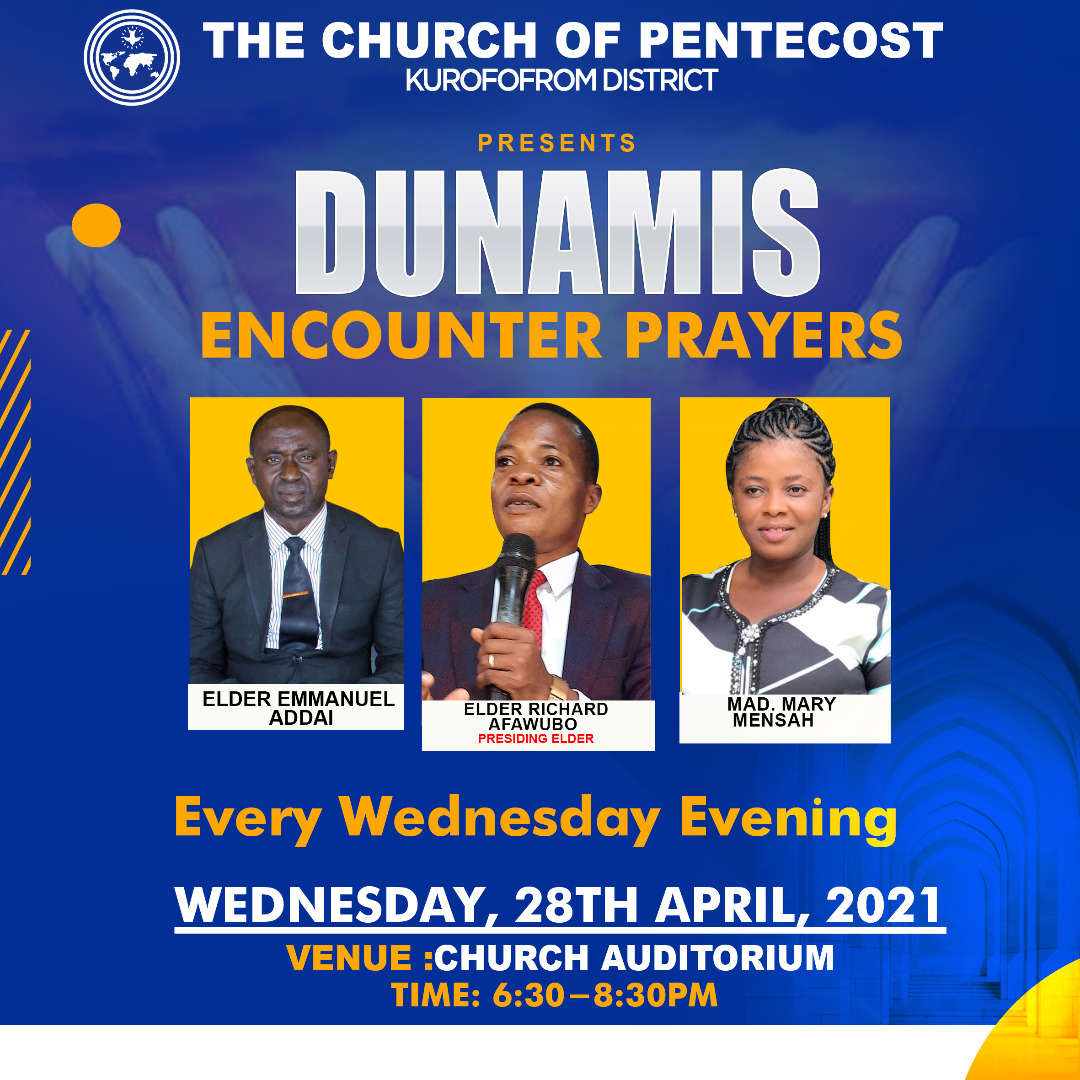 THE CHURCH OF PENTECOST
KUROFOFROM DISTRICT
PRESENTS
DUNAMIS
ENCOUNTER PRAYERS
ELDER EMMANUEL
ADDAI
ELDER RICHARD
AFAWUBO
PRESIDING ELDER
MAD. MARY
MENSAH
Every Wednesday Evening
WEDNESDAY, 28TH APRIL, 2021
VENUE :CHURCH AUDITORIUM
TIME: 6:30–8:30PM